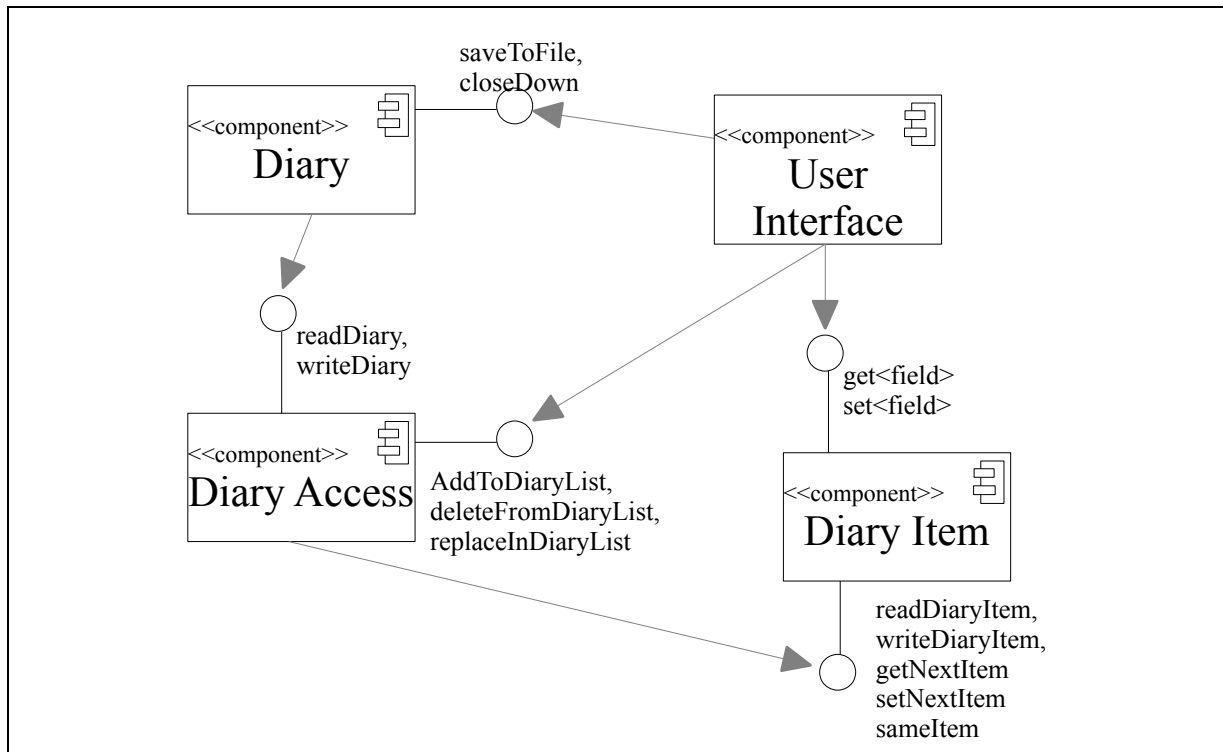 saveToFile,
closeDown
<<component>>
Diary
<<component>>
User
Interface
readDiary,
writeDiary
get<field>
set<field>
<<component>>
Diary Access
AddToDiaryList,
deleteFromDiaryList,
replaceInDiaryList
<<component>>
Diary Item
readDiaryItem,
writeDiaryItem,
getNextItem
setNextItem
sameItem